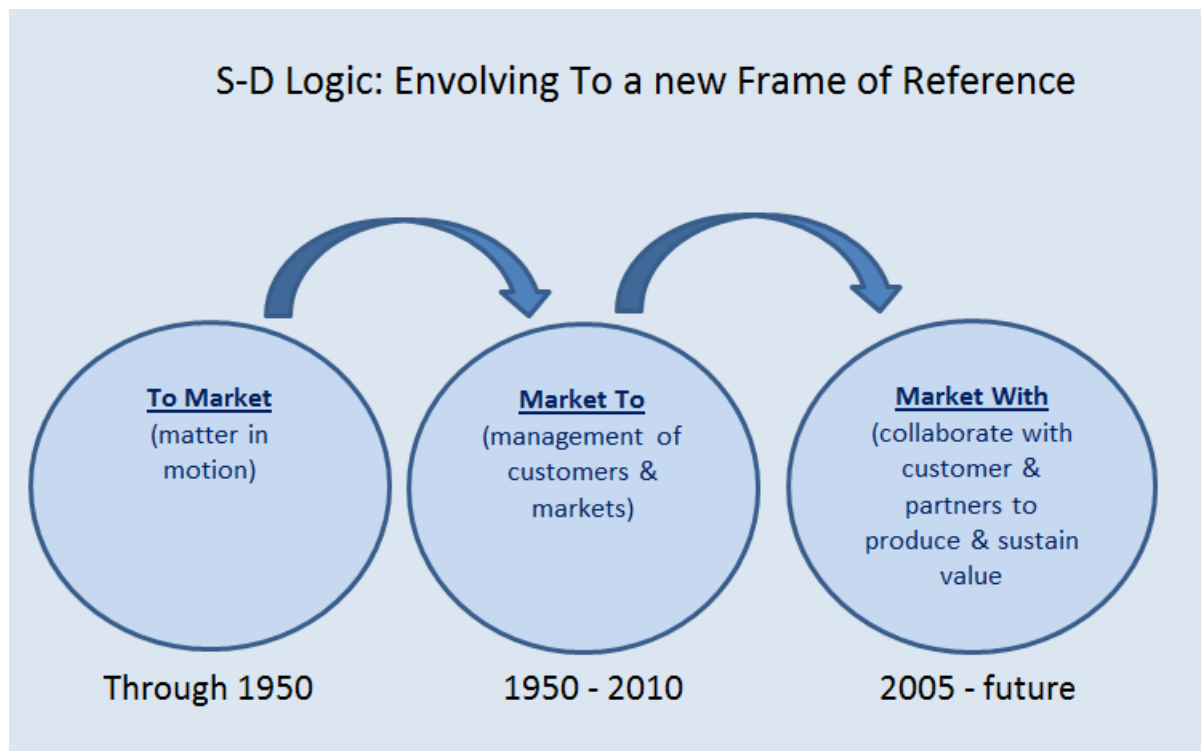 S-D Logic: Envolving To a new Frame of Reference
To Market
(matter in
motion)
Market To
(management of
customers &
markets)
Market With
(collaborate with
customer &
partners to
produce & sustain
value
Through 1950
1950 - 2010
2005 - future